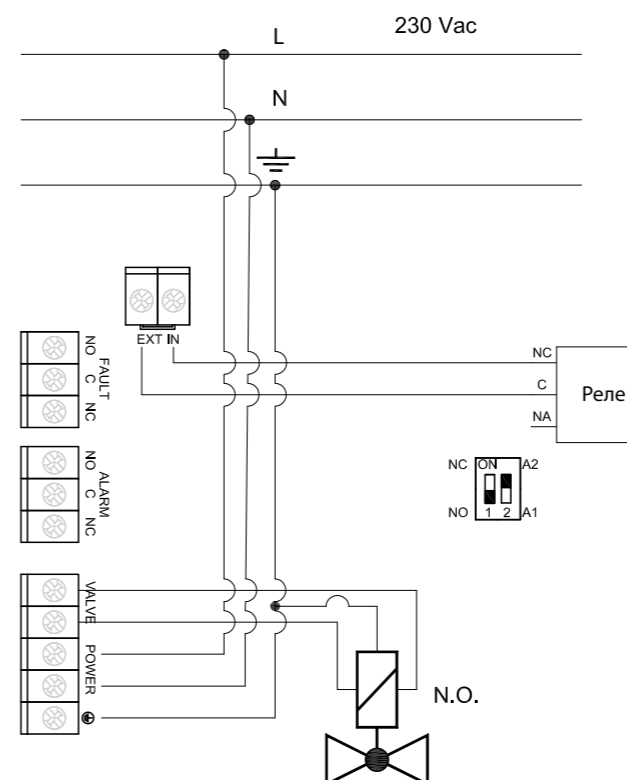 230 Vac
L
N
EXT IN
NO
C
NC
FAULT
NC
C
NA
Реле
NO
C
NC
ALARM
NC
ON
A2
NO
1 2
A1
VALVE
POWER
N.O.